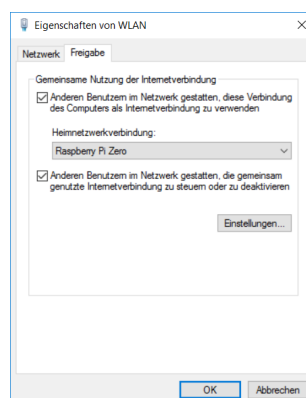 Eigenschaften von WLAN
Netzwerk Freigabe
Gemeinsame Nutzung der Internetverbindung
Anderen Benutzern im Netzwerk gestatten, diese Verbindung
des Computers als Internetverbindung zu verwenden
Heimnetzwerkverbindung:
Raspberry Pi Zero
Anderen Benutzern im Netzwerk gestatten, die gemeinsam
genutzte Internetverbindung zu steuern oder zu deaktivieren
Einstellungen...
OK Abbrechen